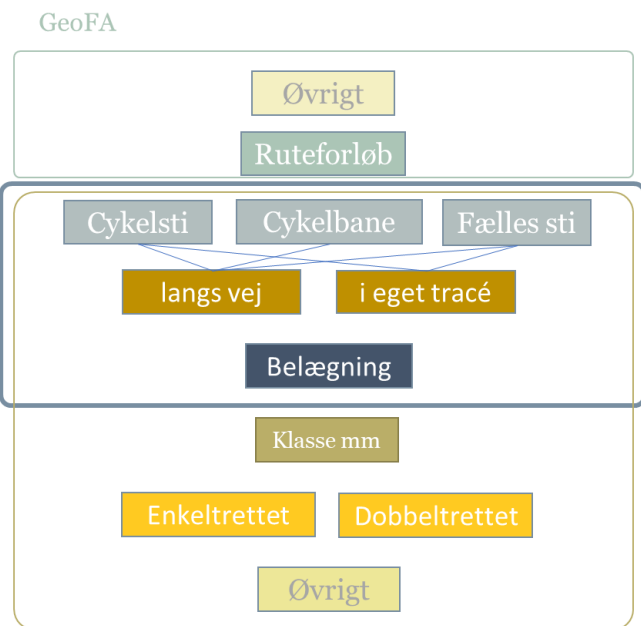 GeoFA
Øvrigt
Ruteforløb
Cykelsti
Cykelbane
Fælles sti
langs vej
i eget tracé
Belægning
Klasse mm
Enkeltrettet
Dobbeltrettet
Øvrigt